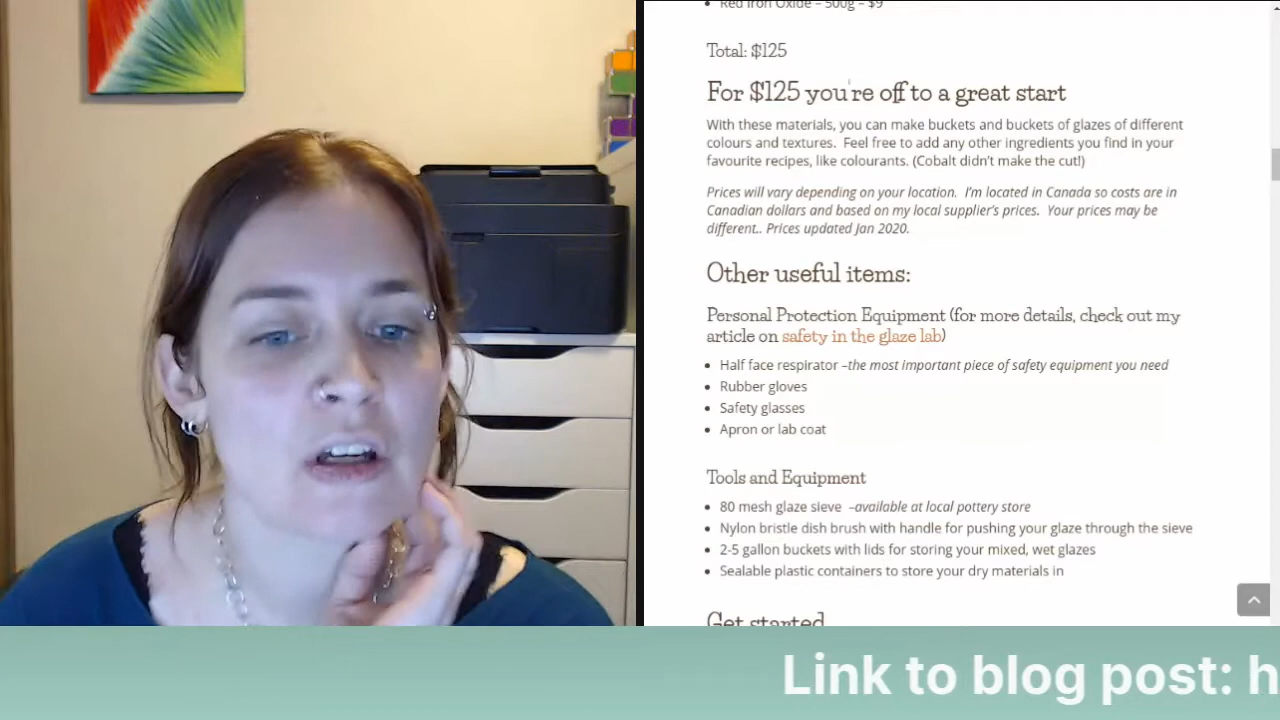 Red Iron Oxide – 500g – $9
Total: $125
For $125 you're off to a great start
With these materials, you can make buckets and buckets of glazes of different
colours and textures.  Feel free to add any other ingredients you find in your
favourite recipes, like colourants. (Cobalt didn't make the cut!)
Prices will vary depending on your location.  I'm located in Canada so costs are in
Canadian dollars and based on my local supplier's prices.  Your prices may be
different.. Prices updated Jan 2020.
Other useful items:
Personal Protection Equipment (for more details, check out my
article on safety in the glaze lab)
Half face respirator –the most important piece of safety equipment you need
Rubber gloves
Safety glasses
Apron or lab coat
Tools and Equipment
80 mesh glaze sieve  –available at local pottery store
Nylon bristle dish brush with handle for pushing your glaze through the sieve
2-5 gallon buckets with lids for storing your mixed, wet glazes
Sealable plastic containers to store your dry materials in
Get started
Link to blog post: h